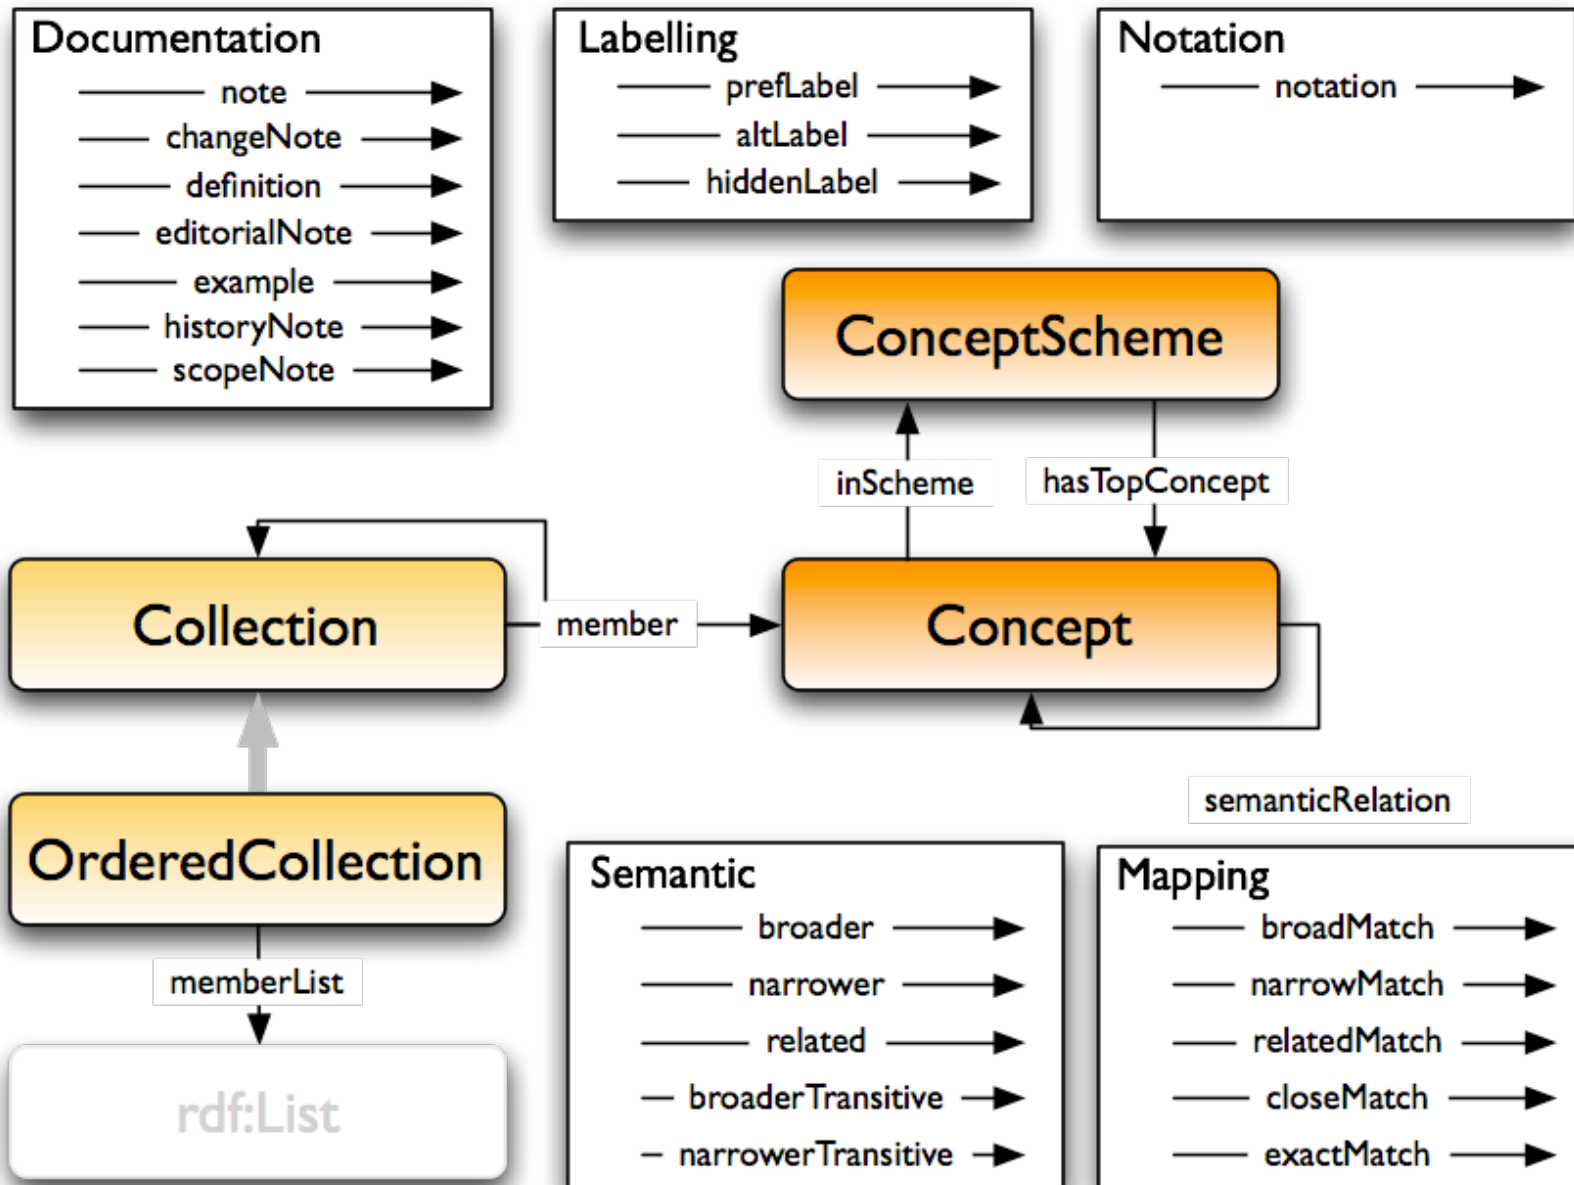 Documentation
note
changeNote
definition
editorialNote
example
historyNote
scopeNote
Labelling
prefLabel
altLabel
hiddenLabel
Notation
notation
ConceptScheme
inScheme
hasTopConcept
Collection
member
Concept
semanticRelation
OrderedCollection
memberList
rdf:List
Semantic
broader
narrower
related
broaderTransitive
narrowerTransitive
Mapping
broadMatch
narrowMatch
relatedMatch
closeMatch
exactMatch